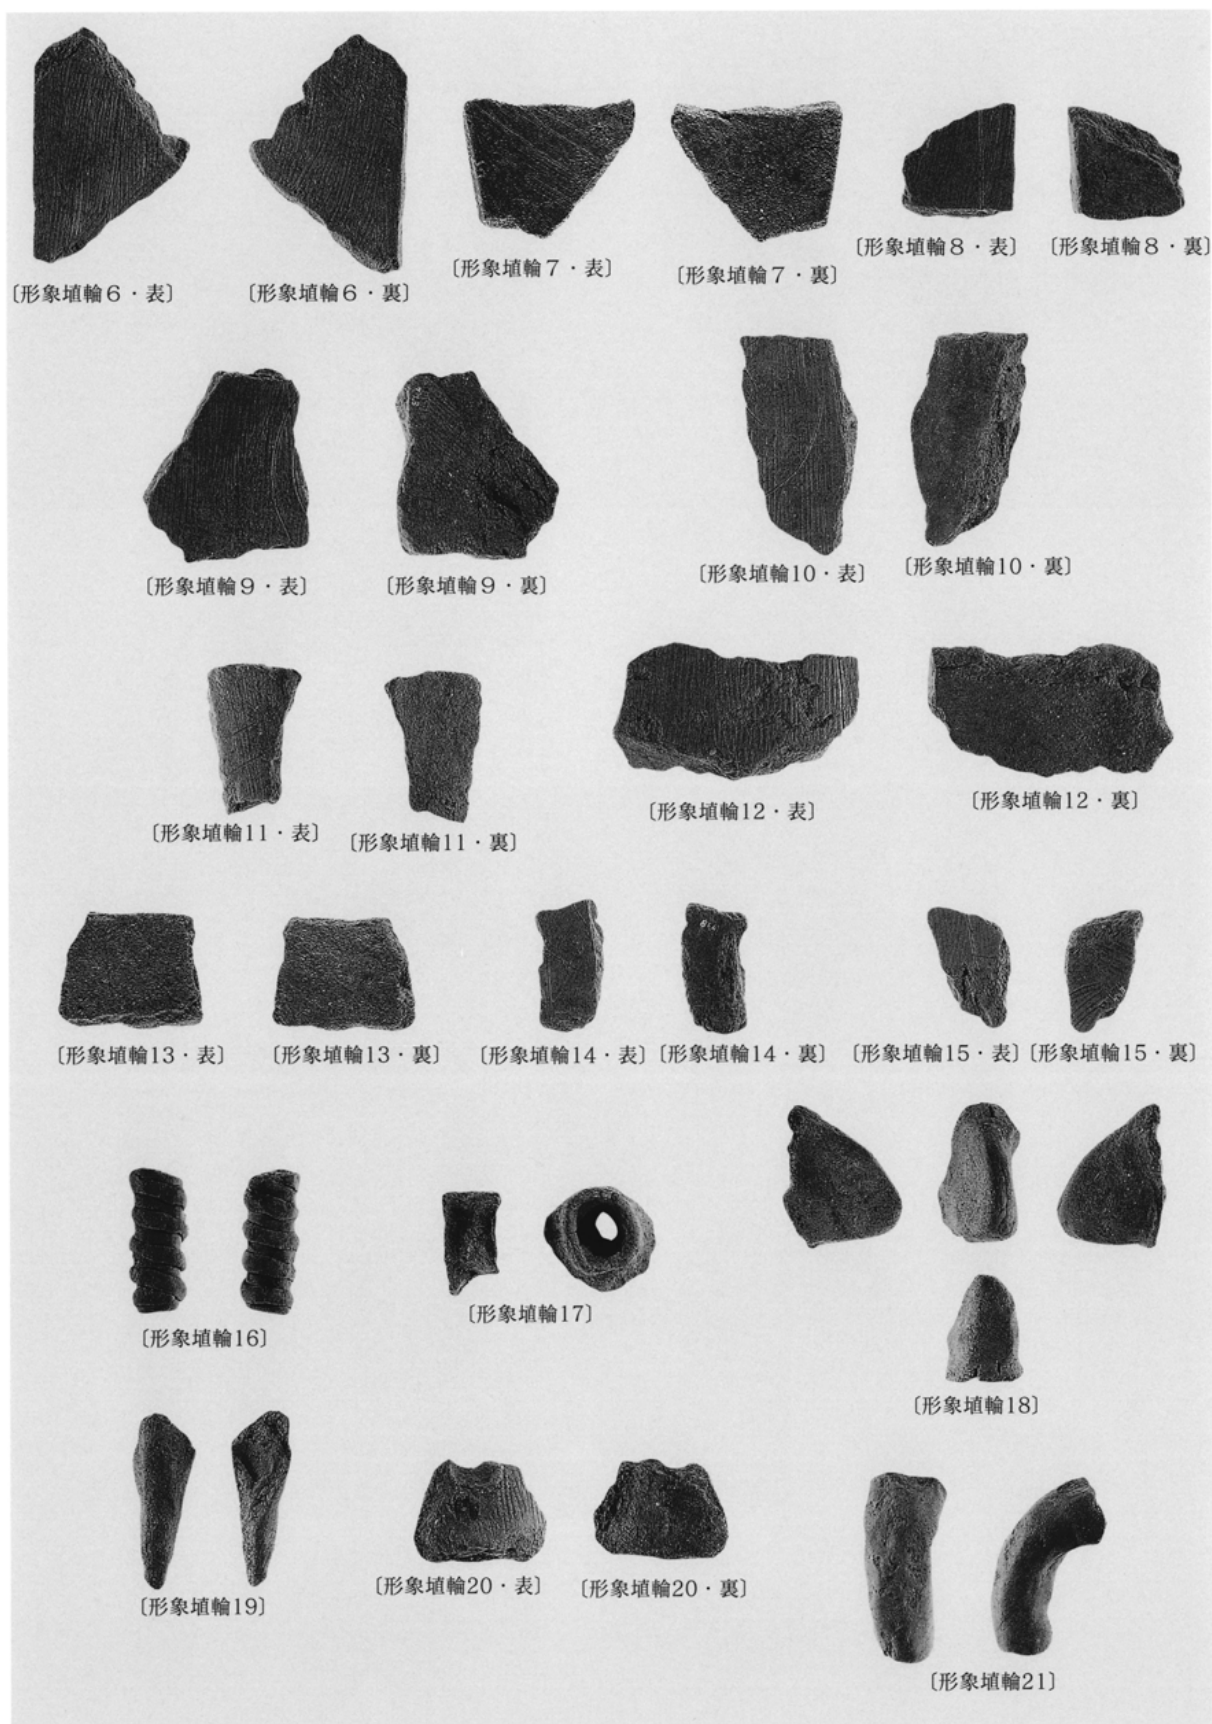 〔形象埴輪6・表〕
〔形象埴輪6・裏〕
〔形象埴輪7・表〕
〔形象埴輪7・裏〕
〔形象埴輪8・表〕
〔形象埴輪8・裏〕
〔形象埴輪9・表〕
〔形象埴輪9・裏〕
〔形象埴輪10・表〕
〔形象埴輪10・裏〕
〔形象埴輪11・表〕
〔形象埴輪11・裏〕
〔形象埴輪12・表〕
〔形象埴輪12・裏〕
〔形象埴輪13・表〕
〔形象埴輪13・裏〕
〔形象埴輪14・表〕
〔形象埴輪14・裏〕
〔形象埴輪15・表〕
〔形象埴輪15・裏〕
〔形象埴輪16〕
〔形象埴輪17〕
〔形象埴輪18〕
〔形象埴輪19〕
〔形象埴輪20・表〕
〔形象埴輪20・裏〕
〔形象埴輪21〕